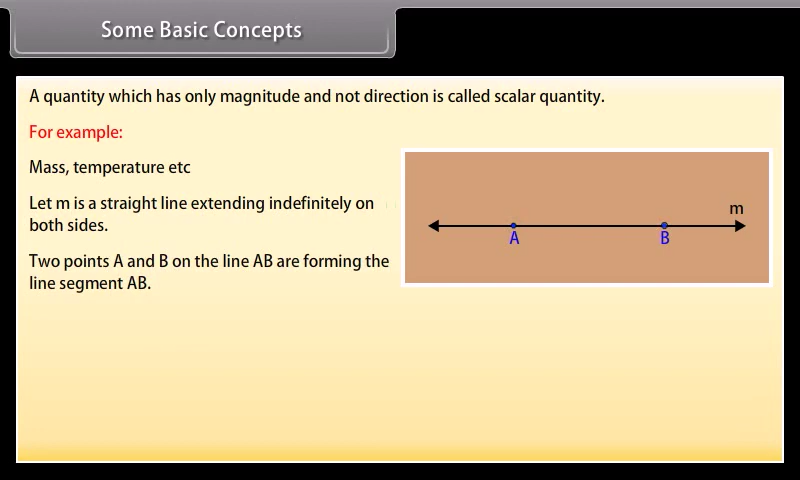 Some Basic Concepts
A quantity which has only magnitude and not direction is called scalar quantity.
For example:
Mass, temperature etc
Let m is a straight line extending indefinitely on
both sides.
Two points A and B on the line AB are forming the
line segment AB.
m
A B